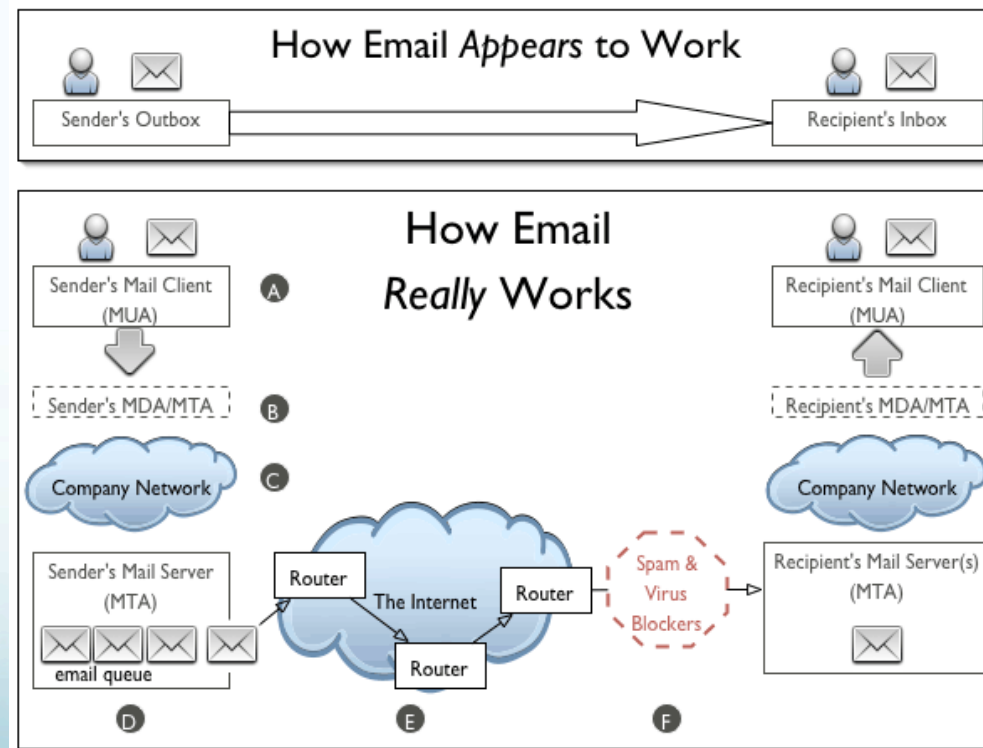 How Email Appears to Work
Sender's Outbox
Recipient's Inbox
How Email
Really Works
Sender's Mail Client
(MUA)
A
Recipient's Mail Client
(MUA)
Sender's MDA/MTA
B
Recipient's MDA/MTA
Company Network
C
Company Network
Sender's Mail Server
(MTA)
email queue
Router
The Internet
Router
Router
Spam &
Virus
Blockers
Recipient's Mail Server(s)
(MTA)
D
E
F